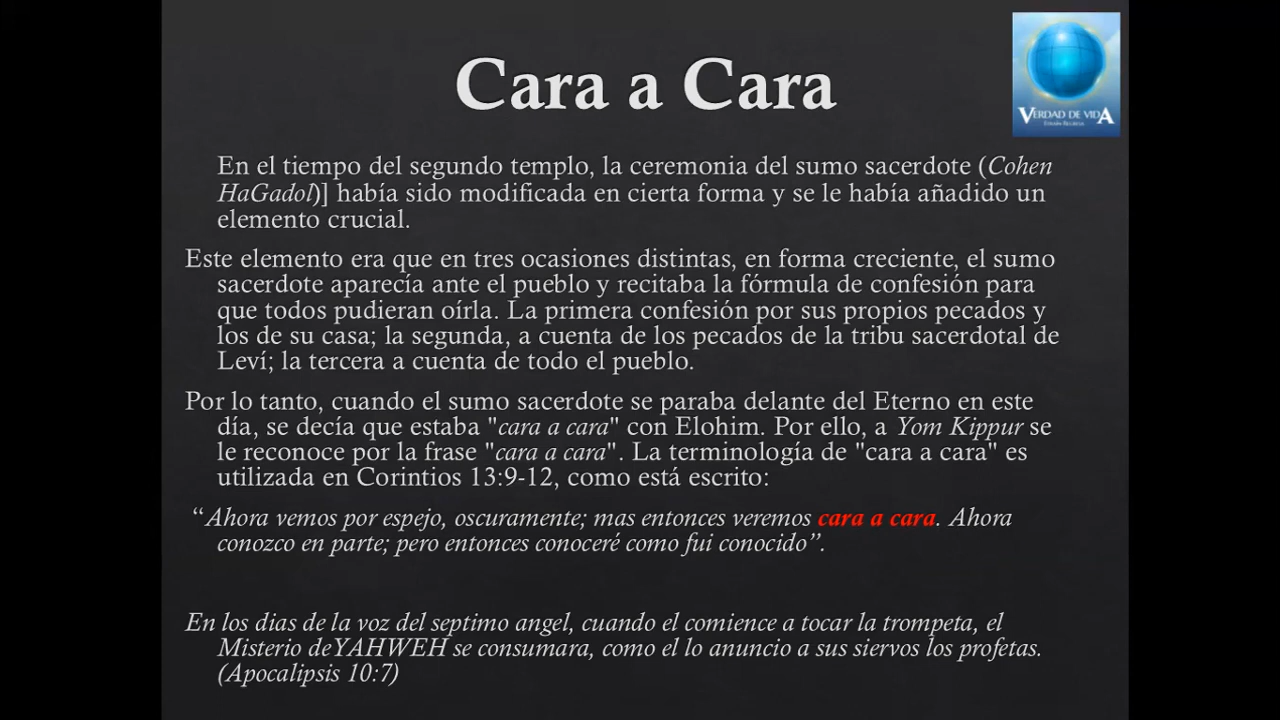 Cara a Cara
VERDAD DE VIDA
En el tiempo del segundo templo, la ceremonia del sumo sacerdote (Cohen
HaGadol)] había sido modificada en cierta forma y se le había añadido un
elemento crucial.
Este elemento era que en tres ocasiones distintas, en forma creciente, el sumo
sacerdote aparecía ante el pueblo y recitaba la fórmula de confesión para
que todos pudieran oírla. La primera confesión por sus propios pecados y
los de su casa; la segunda, a cuenta de los pecados de la tribu sacerdotal de
Leví; la tercera a cuenta de todo el pueblo.
Por lo tanto, cuando el sumo sacerdote se paraba delante del Eterno en este
día, se decía que estaba "cara a cara" con Elohim. Por ello, a Yom Kippur se
le reconoce por la frase "cara a cara". La terminología de "cara a cara" es
utilizada en Corintios 13:9-12, como está escrito:
“Ahora vemos por espejo, oscuramente; mas entonces veremos cara a cara. Ahora
conozco en parte; pero entonces conoceré como fui conocido”.
En los dias de la voz del septimo angel, cuando el comience a tocar la trompeta, el
Misterio deYAHWEH se consumara, como el lo anuncio a sus siervos los profetas.
(Apocalipsis 10:7)